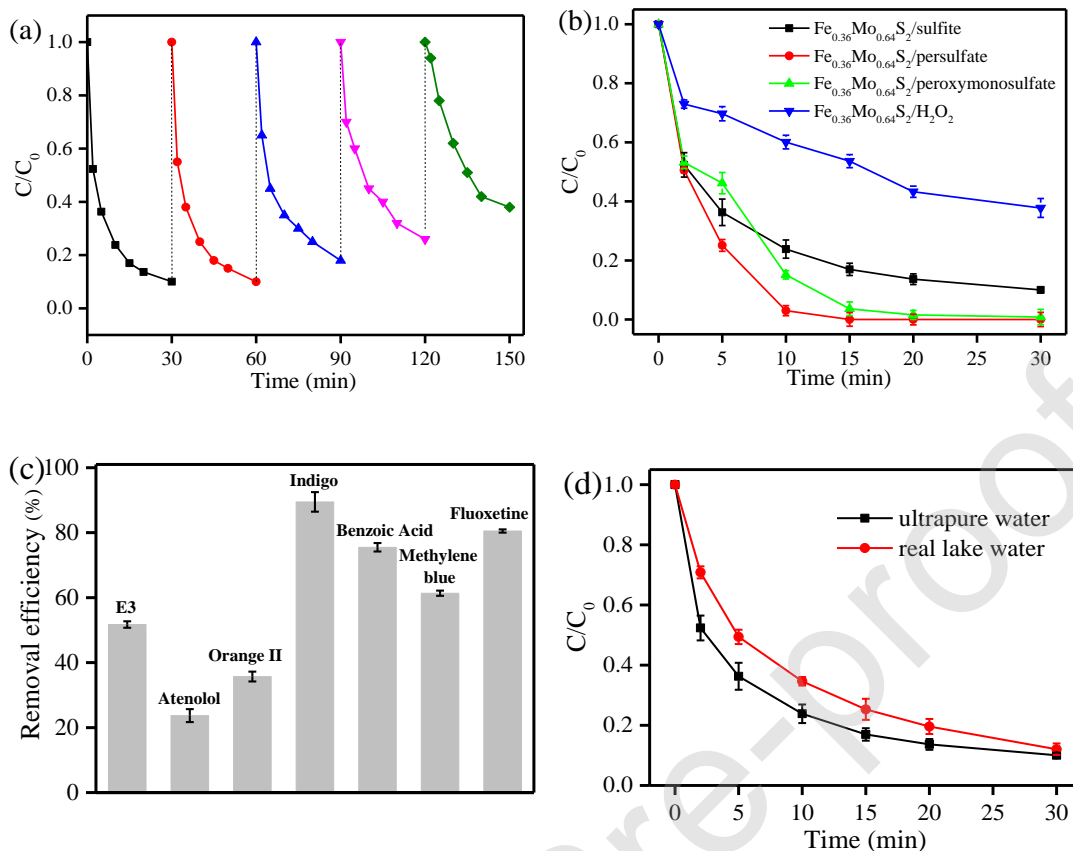 (a)
C/C0
1.0
0.8
0.6
0.4
0.2
0.0
0 30 60 90 120 150
Time (min)
(b)
C/C0
1.0
0.8
0.6
0.4
0.2
0.0
Fe0.36Mo0.64S2/sulfite
Fe0.36Mo0.64S2/persulfate
Fe0.36Mo0.64S2/peroxymonosulfate
Fe0.36Mo0.64S2/H2O2
0 5 10 15 20 25 30
Time (min)
(c)
Removal efficiency (%)
100
80
60
40
20
0
E3
Atenolol
Orange II
Indigo
Benzoic Acid
Methylene
blue
Fluoxetine
(d)
C/C0
1.0
0.8
0.6
0.4
0.2
0.0
ultrapure water
real lake water
0 5 10 15 20 25 30
Time (min)
re-proof